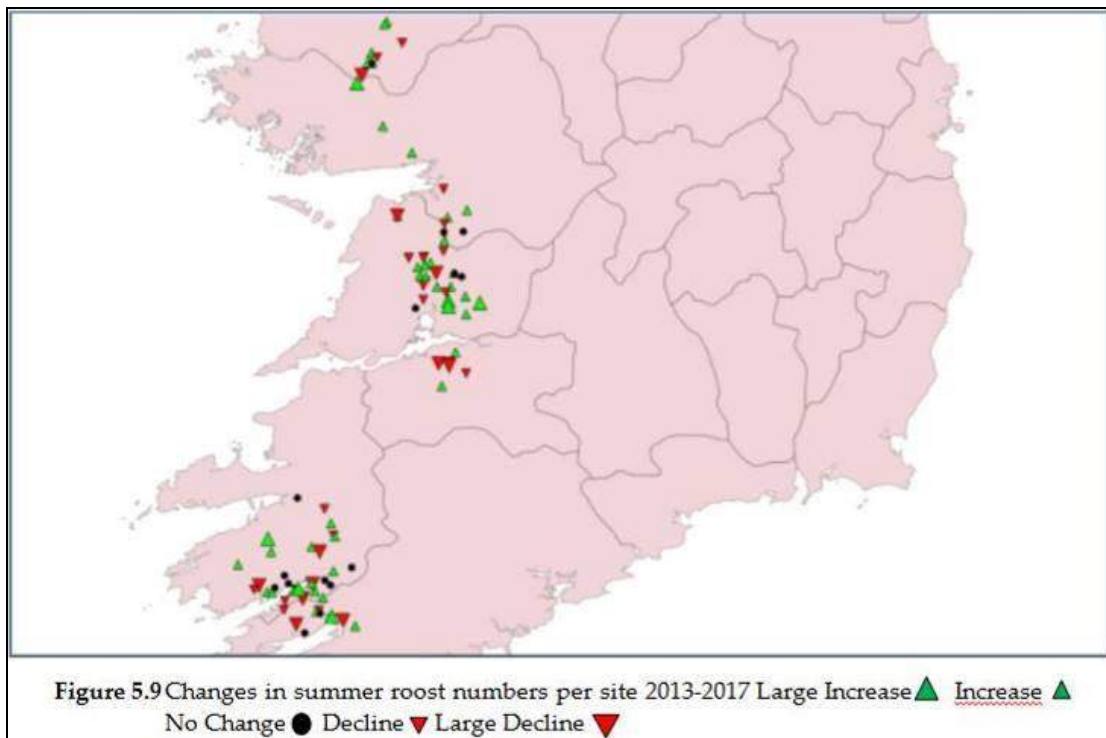 Figure 5.9 Changes in summer roost numbers per site 2013-2017 Large Increase Increase
No Change Decline Large Decline